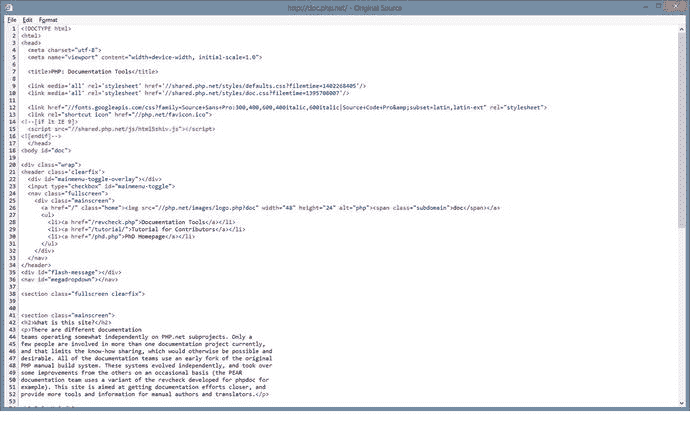 http://doc.php.net/ - Original Source
File Edit Format
1 <!DOCTYPE html>
2 <html>
3 <head>
4 <meta charset="utf-8">
5 <meta name="viewport" content="width=device-width, initial-scale=1.0">
6
7 <title>PHP: Documentation Tools</title>
8
9 <link media='all' rel='stylesheet' href='//shared.php.net/styles/defaults.css?filemtime=1402268405'/>
10 <link media='all' rel='stylesheet' href='//shared.php.net/styles/doc.css?filemtime=1395708007'/>
11
12 <link href="//fonts.googleapis.com/css?family=Source+Sans+Pro:300,400,600,400italic,600italic|Source+Code+Pro&amp;subset=latin,latin-ext" rel="stylesheet">
13 <link rel="shortcut icon" href="//php.net/favicon.ico">
14 <!--[if lt IE 9]>
15 <script src="//shared.php.net/js/html5shiv.js"></script>
16 <![endif]-->
17 </head>
18 <body id="doc">
19
20 <div class="wrap">
21 <header class='clearfix'>
22 <div id="mainmenu-toggle-overlay"></div>
23 <input type="checkbox" id="mainmenu-toggle">
24 <nav class="fullscreen">
25 <div class="mainscreen">
26 <a href="/" class="home"><img src="//php.net/images/logo.php?doc" width="48" height="24" alt="php"><span class="subdomain">doc</span></a>
27 <ul>
28 <li><a href="/revcheck.php">Documentation Tools</a></li>
29 <li><a href="/tutorial/">Tutorial for Contributors</a></li>
30 <li><a href="/phd.php">PhD Homepage</a></li>
31 </ul>
32 </div>
33 </nav>
34 </header>
35 <div id="flash-message"></div>
36 <nav id="megadropdown"></nav>
37
38 <section class="fullscreen clearfix">
39
40
41 <section class="mainscreen">
42 <h2>What is this site?</h2>
43 <p>There are different documentation
44 teams operating somewhat independently on PHP.net subprojects. Only a
45 few people are involved in more than one documentation project currently,
46 and that limits the know-how sharing, which would otherwise be possible and
47 desirable. All of the documentation teams use an early fork of the original
48 PHP manual build system. These systems evolved independently, and took over
49 some improvements from the others on an occasional basis (the PEAR
50 documentation team uses a variant of the revcheck developed for phpdoc for
51 example). This site is aimed at getting documentation efforts closer, and
52 provide more tools and information for manual authors and translators.</p>
53